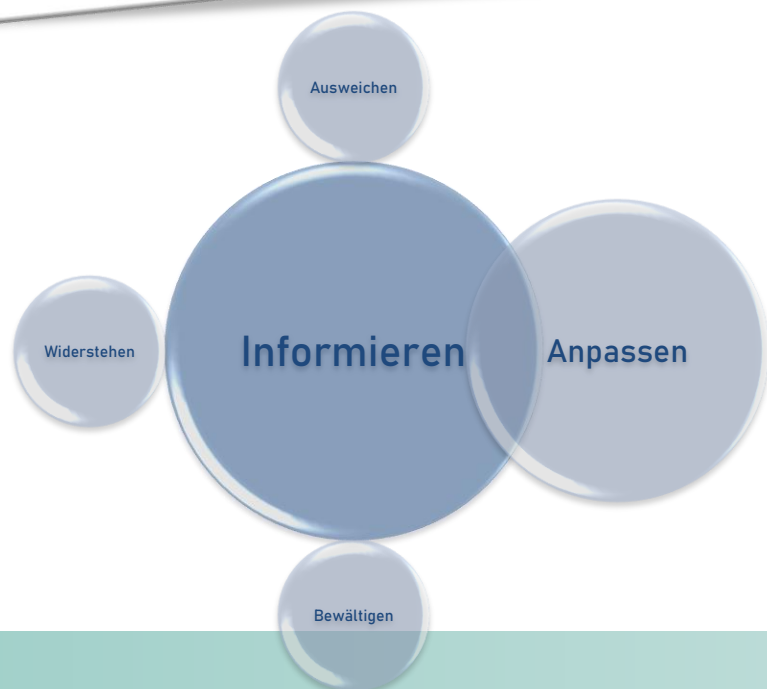 Ausweichen
Informieren
Anpassen
Widerstehen
Bewältigen